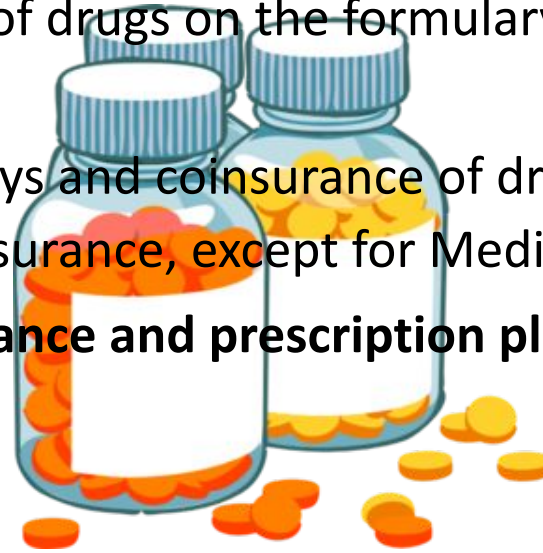 of drugs on the formulary
ys and coinsurance of dr
surance, except for Medi
ance and prescription pl